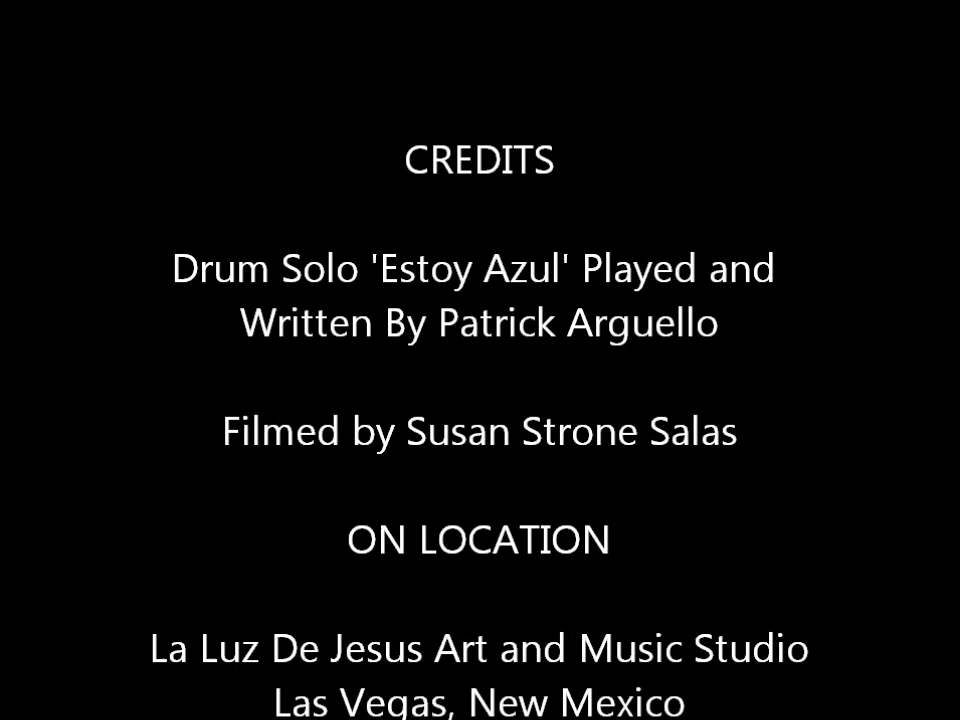 CREDITS
Drum Solo 'Estoy Azul' Played and
Written By Patrick Arguello
Filmed by Susan Strone Salas
ON LOCATION
La Luz De Jesus Art and Music Studio
Las Vegas, New Mexico